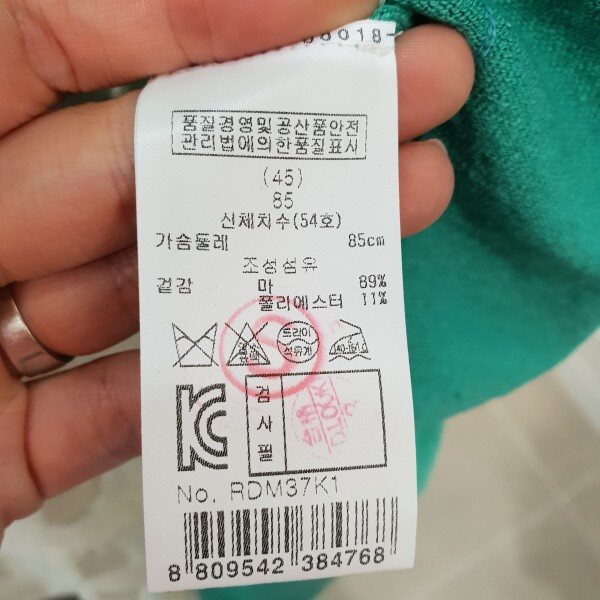 8018-
품질경영및공산품안전
관리법에의한품질표시
(45)
85
신체치수(54호)
가슴둘레 85cm
조성섬유
겉감 마 89%
폴리에스터 11%
드라이
석유계
KC
검사필
No. RDM37K1
8 809542 384768